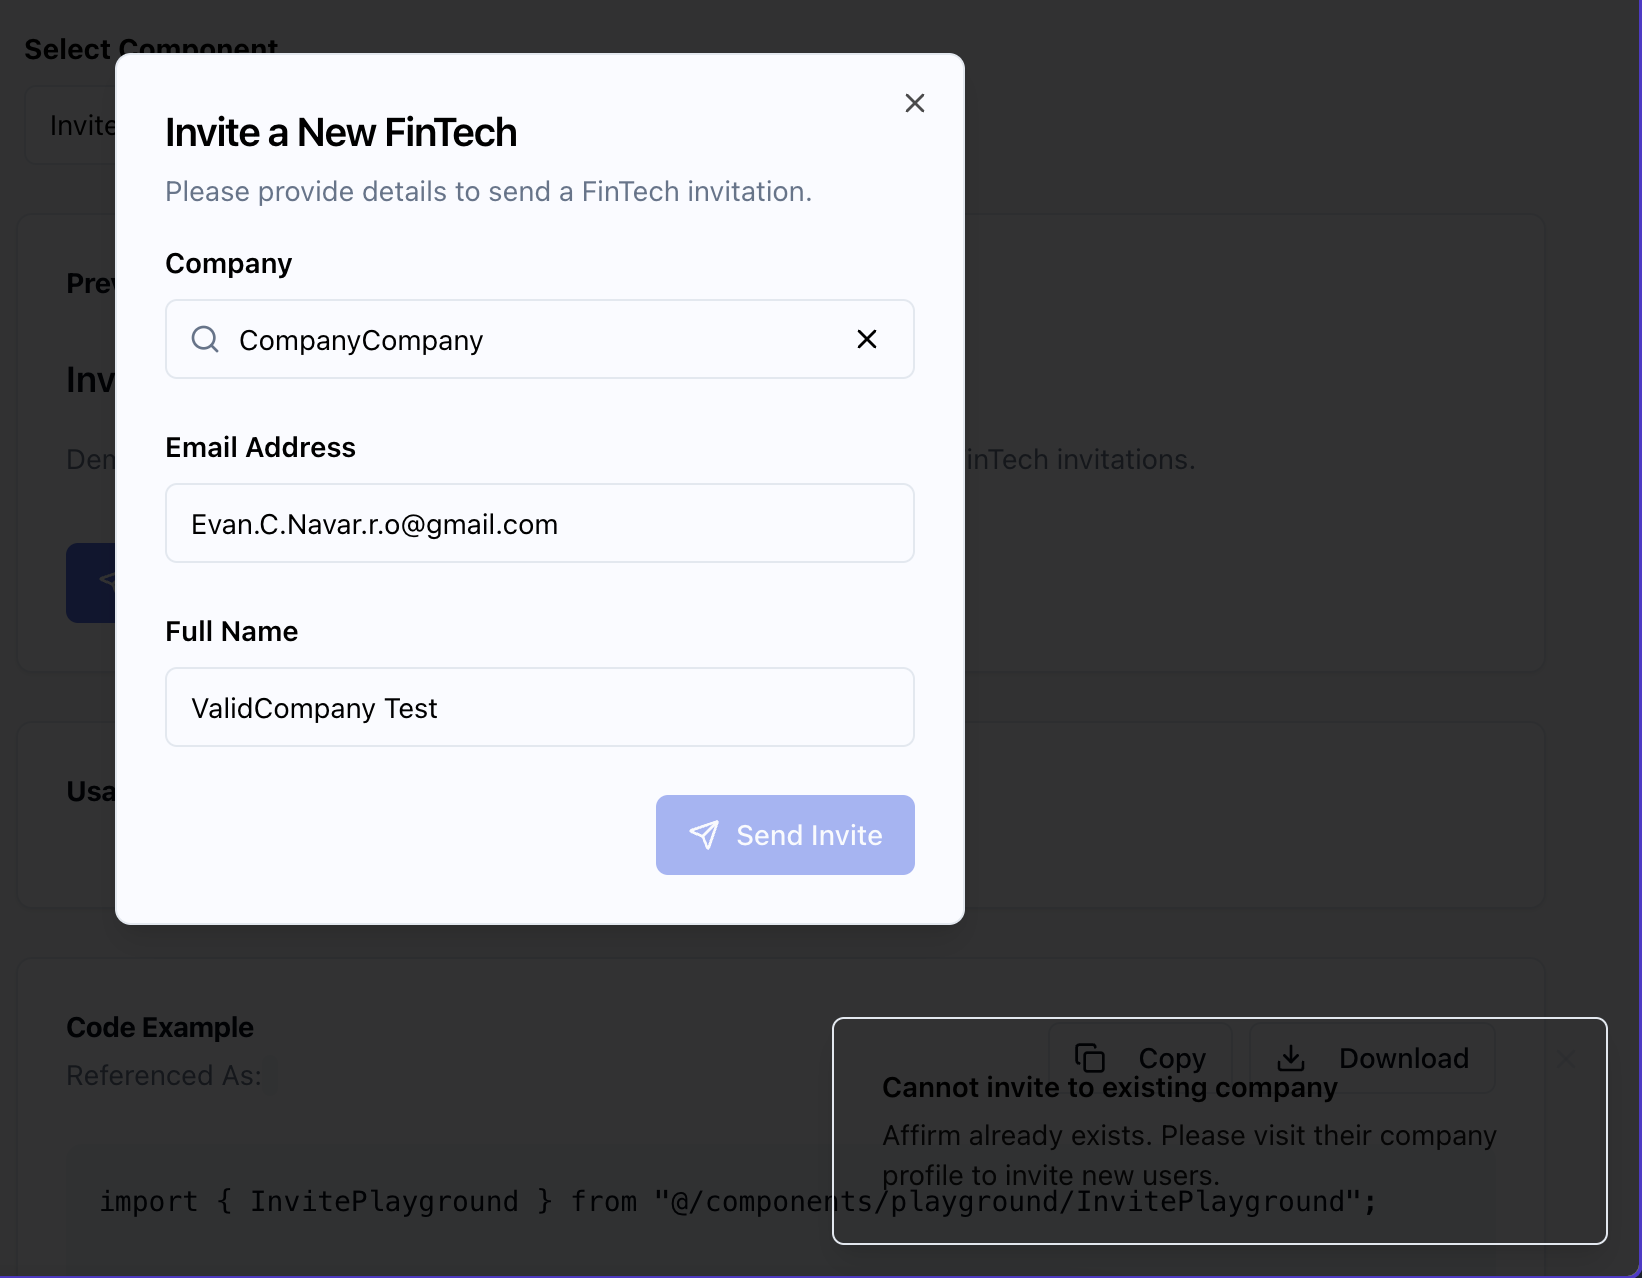 Select Component
Invite
Invite a New FinTech
Please provide details to send a FinTech invitation.
Company
CompanyCompany
Email Address
Evan.C.Navar.r.o@gmail.com
Full Name
ValidCompany Test
Send Invite
Prev
Inv
Dem
inTech invitations.
Usa
Code Example
Referenced As:
Copy
Download
Cannot invite to existing company
Affirm already exists. Please visit their company
profile to invite new users.
import { InvitePlayground } from "@/components/playground/InvitePlayground";